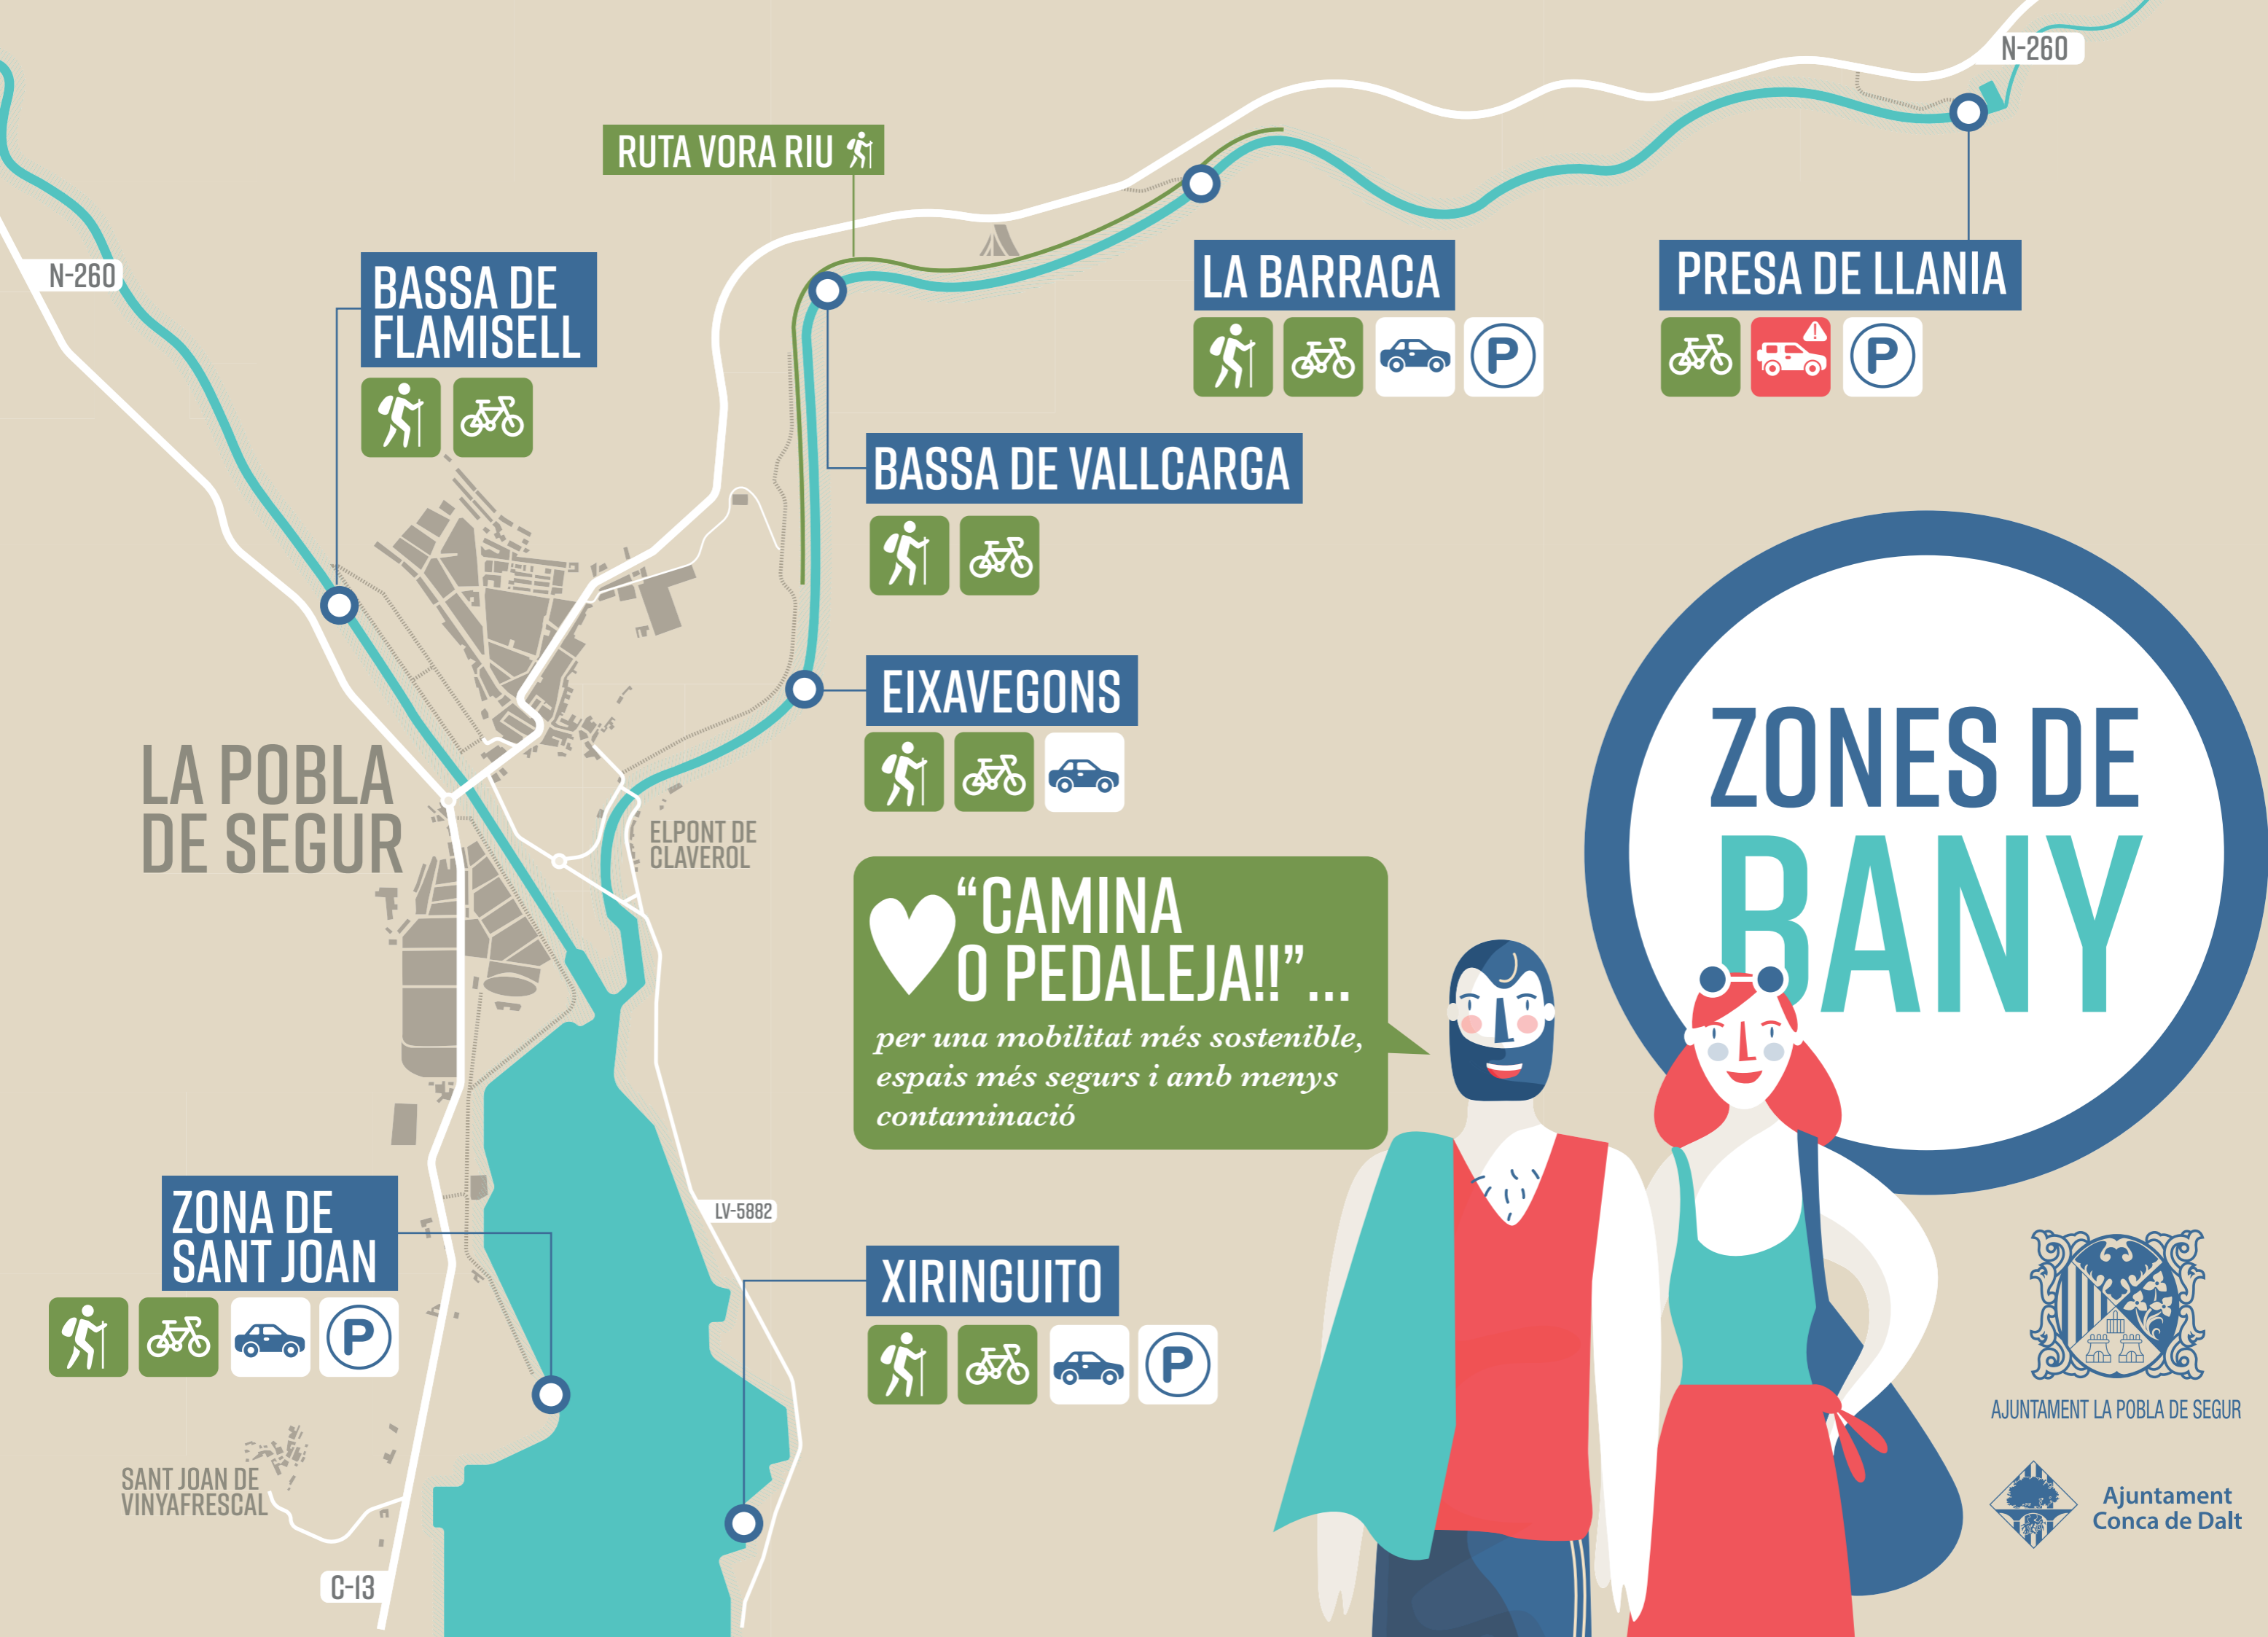 N-260
RUTA VORA RIU
N-260
BASSA DE
FLAMISELL
LA BARRACA
P
PRESA DE LLANIA
!
P
BASSA DE VALLCARGA
EIXAVEGONS
LA POBLA
DE SEGUR
ELPONT DE
CLAVEROL
ZONES DE
BANY
“CAMINA
O PEDALEJA!!”...
per una mobilitat més sostenible,
espais més segurs i amb menys
contaminació
ZONA DE
SANT JOAN
P
LV-5882
XIRINGUITO
P
SANT JOAN DE
VINYAFRESCAL
C-13
AJUNTAMENT LA POBLA DE SEGUR
Ajuntament
Conca de Dalt